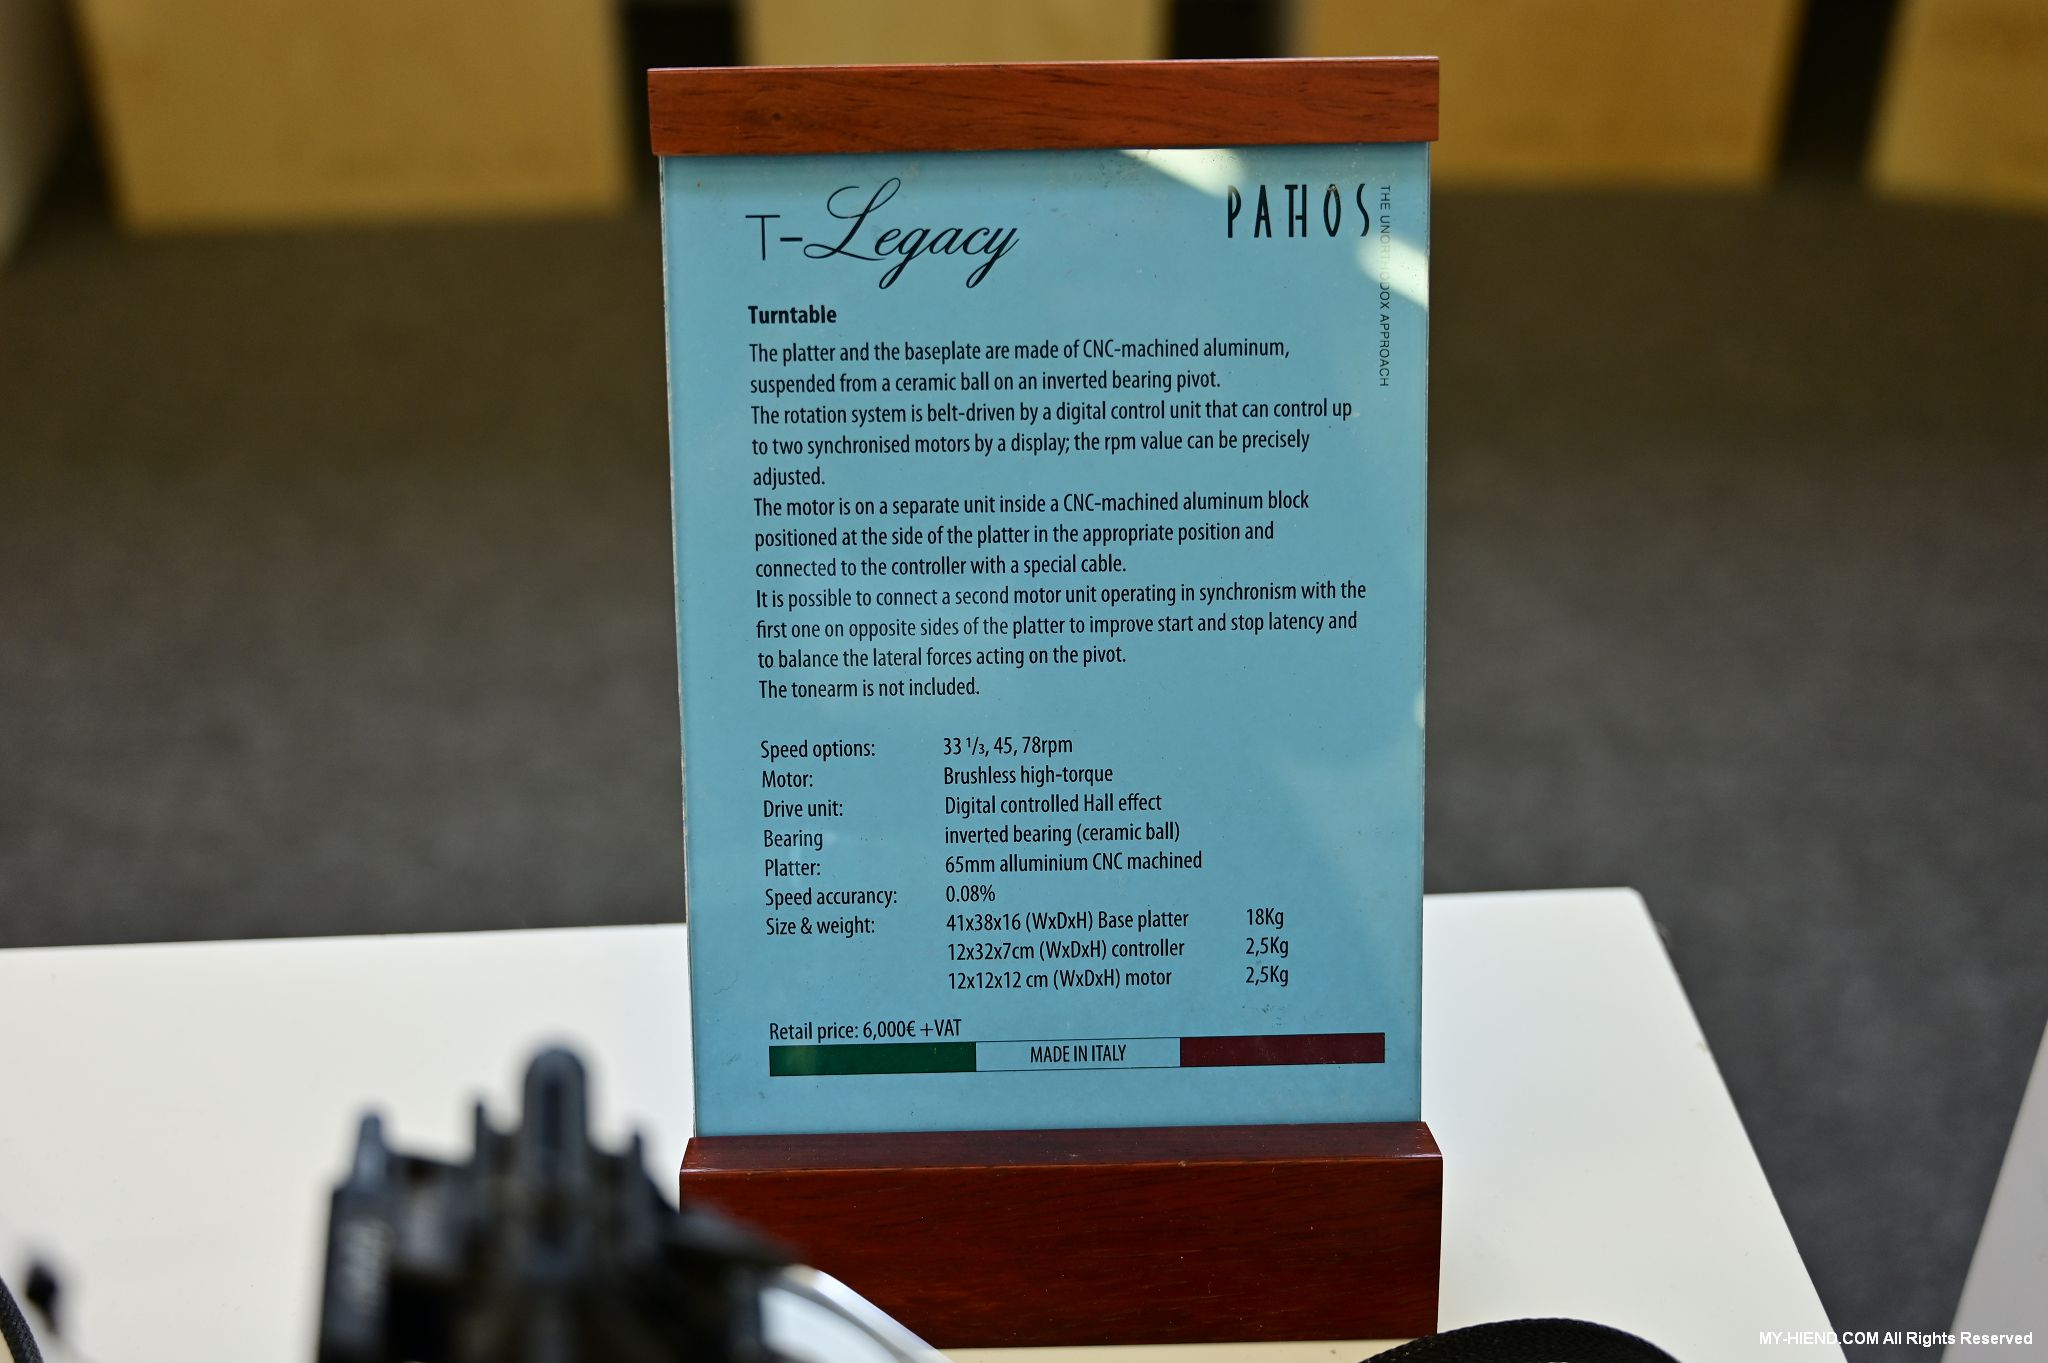 T-Legacy
PATHOS
THE UNORTHODOX APPROACH
Turntable
The platter and the baseplate are made of CNC-machined aluminum,
suspended from a ceramic ball on an inverted bearing pivot.
The rotation system is belt-driven by a digital control unit that can control up
to two synchronised motors by a display; the rpm value can be precisely
adjusted.
The motor is on a separate unit inside a CNC-machined aluminum block
positioned at the side of the platter in the appropriate position and
connected to the controller with a special cable.
It is possible to connect a second motor unit operating in synchronism with the
first one on opposite sides of the platter to improve start and stop latency and
to balance the lateral forces acting on the pivot.
The tonearm is not included.
Speed options: 33 1/3, 45, 78rpm
Motor: Brushless high-torque
Drive unit: Digital controlled Hall effect
Bearing inverted bearing (ceramic ball)
Platter: 65mm alluminium CNC machined
Speed accurancy: 0.08%
Size & weight: 41x38x16 (WxDxH) Base platter 18Kg
12x32x7cm (WxDxH) controller 2,5Kg
12x12x12 cm (WxDxH) motor 2,5Kg
Retail price: 6,000€ +VAT
MADE IN ITALY
MY-HIEND.COM All Rights Reserved